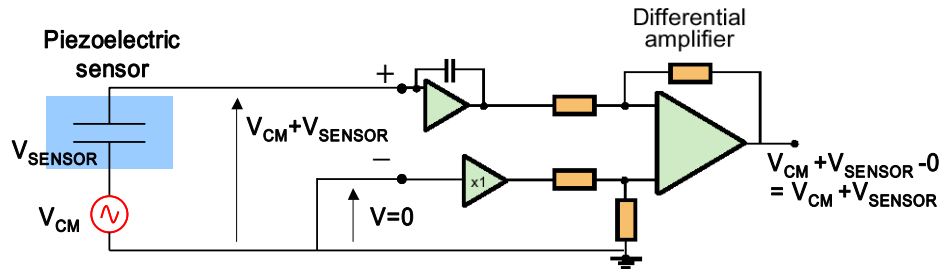 Differential
amplifier
Piezoelectric
sensor
+
V_CM+V_SENSOR
V_SENSOR
–
x1
V_CM
V=0
V_CM+V_SENSOR-0
= V_CM+V_SENSOR